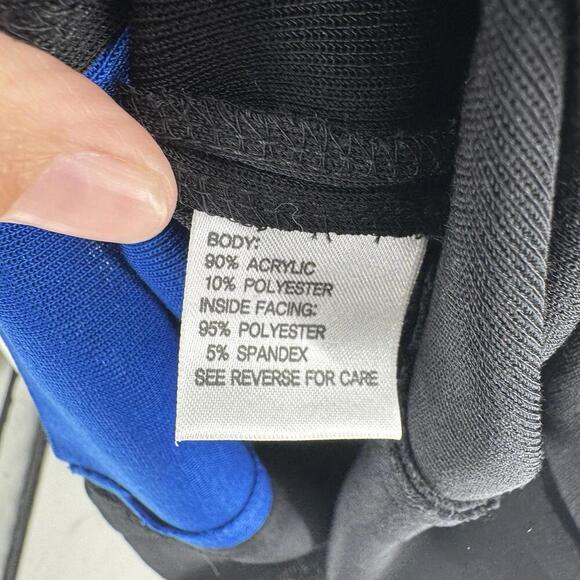 BODY:
90% ACRYLIC
10% POLYESTER
INSIDE FACING:
95% POLYESTER
5% SPANDEX
SEE REVERSE FOR CARE